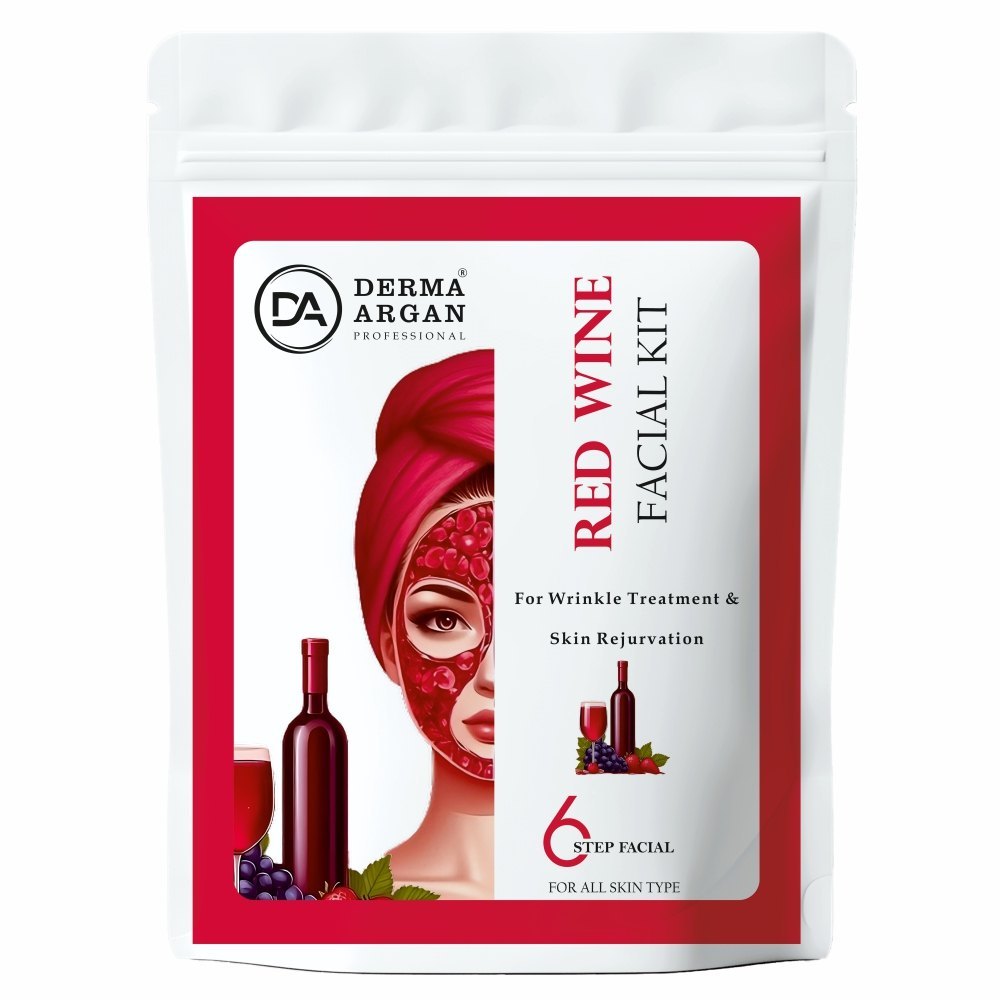 DA
DERMA®
ARGAN
PROFESSIONAL
RED WINE
FACIAL KIT
For Wrinkle Treatment &
Skin Rejurvation
6
STEP FACIAL
FOR ALL SKIN TYPE